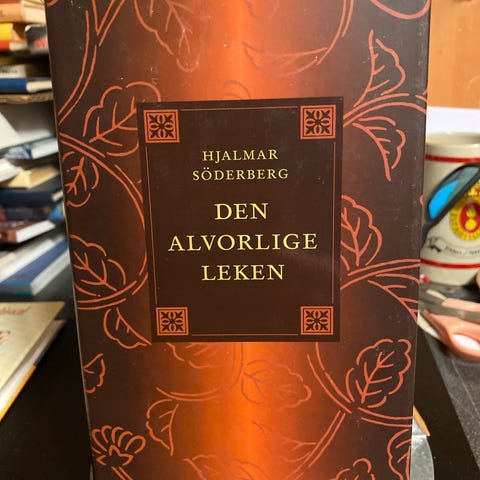 HJALMAR
SÖDERBERG
DEN
ALVORLIGE
LEKEN